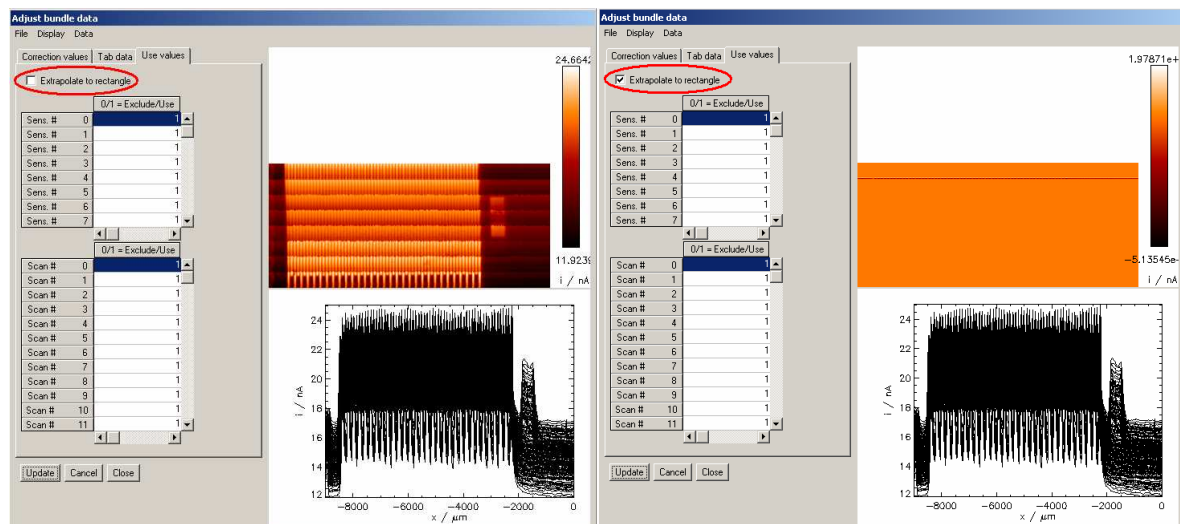 Adjust bundle data
File Display Data
Correction values Tab data Use values
Extrapolate to rectangle
0/1 = Exclude/Use
Sens. # 0 1
Sens. # 1 1
Sens. # 2 1
Sens. # 3 1
Sens. # 4 1
Sens. # 5 1
Sens. # 6 1
Sens. # 7 1
0/1 = Exclude/Use
Scan # 0 1
Scan # 1 1
Scan # 2 1
Scan # 3 1
Scan # 4 1
Scan # 5 1
Scan # 6 1
Scan # 7 1
Scan # 8 1
Scan # 9 1
Scan # 10 1
Scan # 11 1
Update Cancel Close
24.6642
11.9239
i / nA
24
22
20
18
16
14
12
i / nA
-8000 -6000 -4000 -2000 0
x / μm
Adjust bundle data
File Display Data
Correction values Tab data Use values
Extrapolate to rectangle
0/1 = Exclude/Use
Sens. # 0 1
Sens. # 1 1
Sens. # 2 1
Sens. # 3 1
Sens. # 4 1
Sens. # 5 1
Sens. # 6 1
Sens. # 7 1
0/1 = Exclude/Use
Scan # 0 1
Scan # 1 1
Scan # 2 1
Scan # 3 1
Scan # 4 1
Scan # 5 1
Scan # 6 1
Scan # 7 1
Scan # 8 1
Scan # 9 1
Scan # 10 1
Scan # 11 1
Update Cancel Close
1.97871e+
-5.13545e-
i / nA
24
22
20
18
16
14
12
i / nA
-8000 -6000 -4000 -2000 0
x / μm